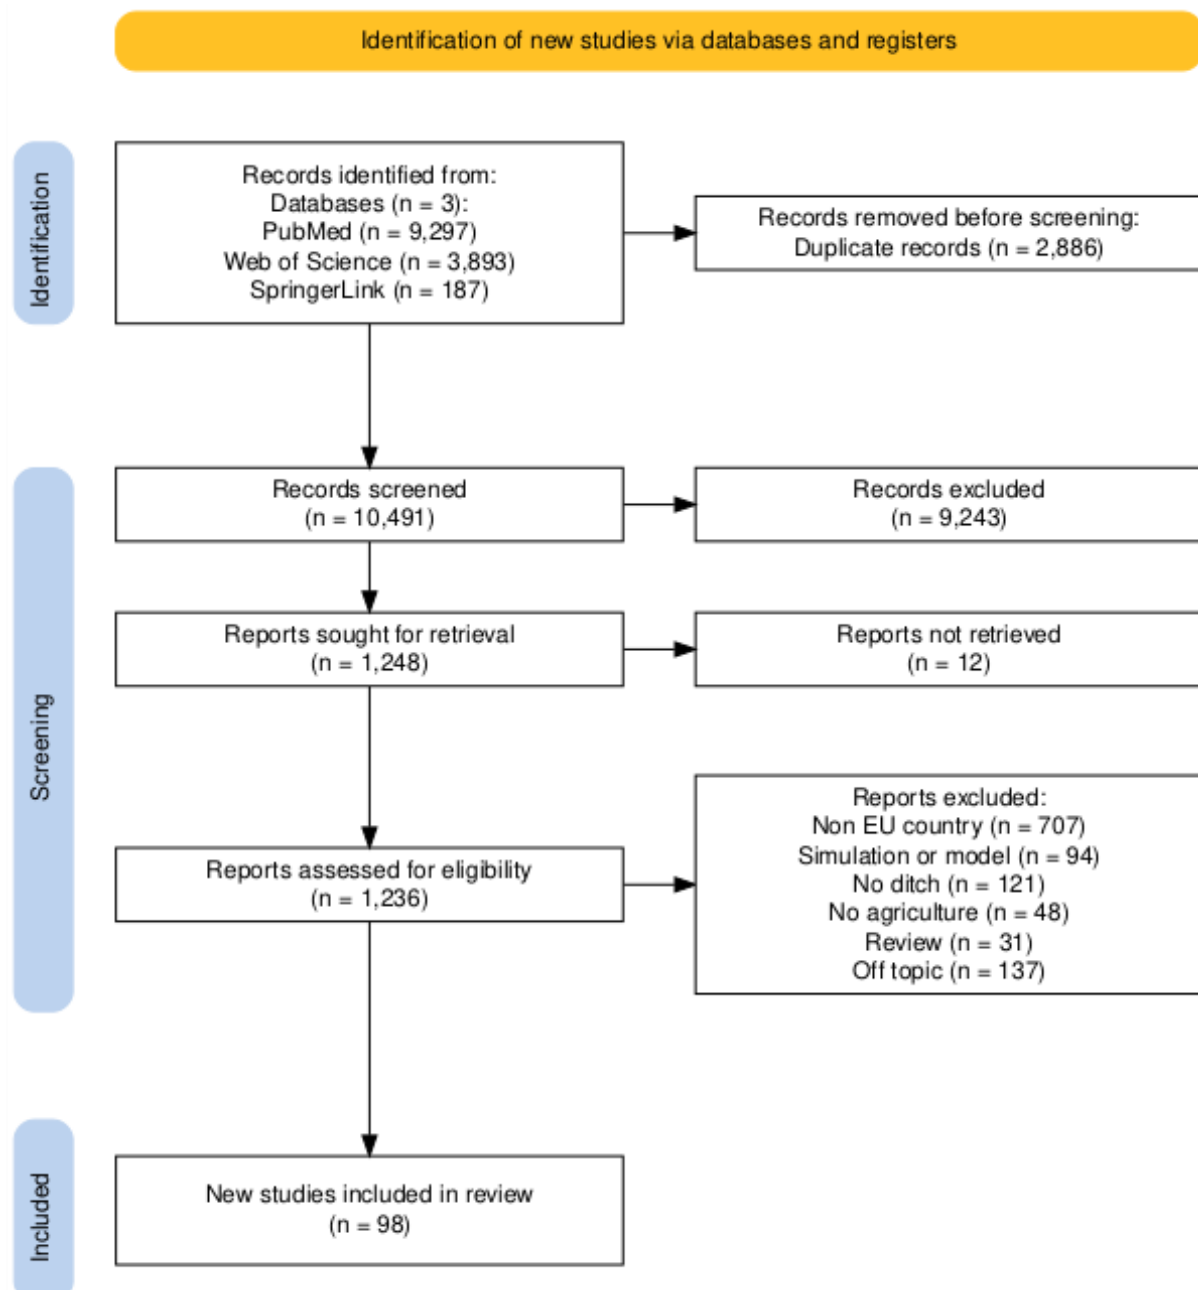 Identification of new studies via databases and registers
Identification
Records identified from:
Databases (n = 3):
PubMed (n = 9,297)
Web of Science (n = 3,893)
SpringerLink (n = 187)
Records removed before screening:
Duplicate records (n = 2,886)
Screening
Records screened
(n = 10,491)
Records excluded
(n = 9,243)
Reports sought for retrieval
(n = 1,248)
Reports not retrieved
(n = 12)
Reports assessed for eligibility
(n = 1,236)
Reports excluded:
Non EU country (n = 707)
Simulation or model (n = 94)
No ditch (n = 121)
No agriculture (n = 48)
Review (n = 31)
Off topic (n = 137)
Included
New studies included in review
(n = 98)